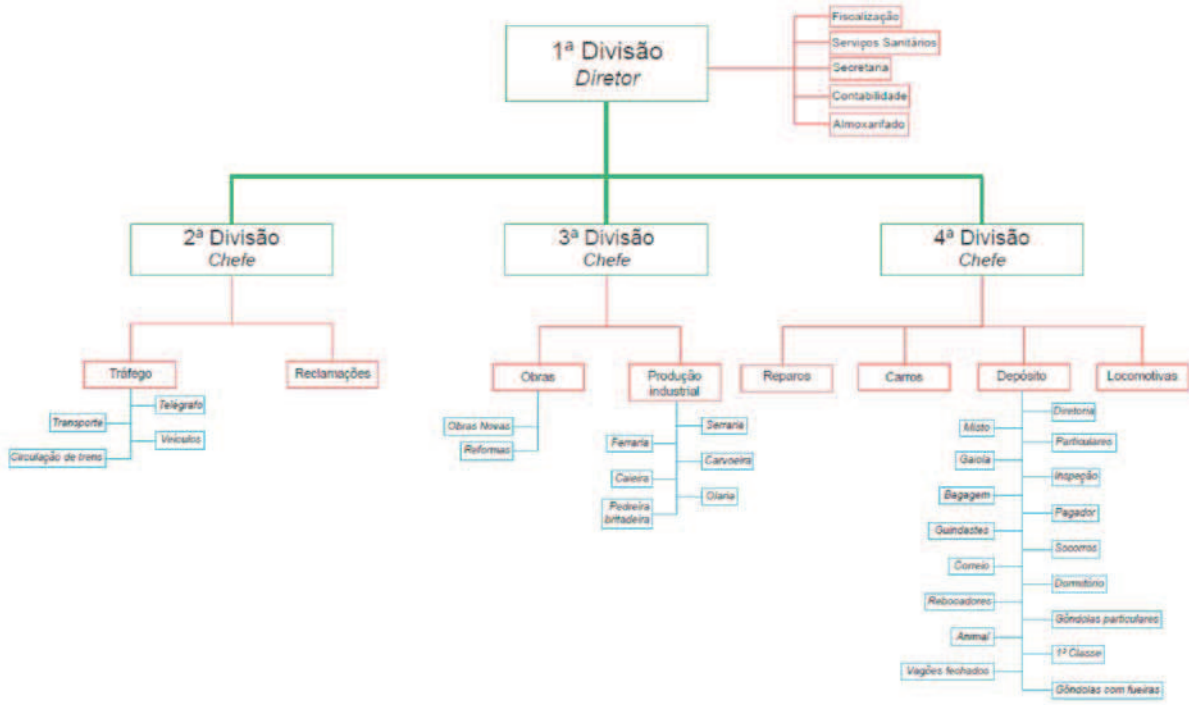 1ª Divisão
Diretor
Fiscalização
Serviços Sanitários
Secretaria
Contabilidade
Almoxarifado
2ª Divisão
Chefe
3ª Divisão
Chefe
4ª Divisão
Chefe
Tráfego
Reclamações
Telégrafo
Transporte
Veículos
Circulação de trens
Obras
Produção
industrial
Obras Novas
Reformas
Serraria
Ferraria
Carvoeira
Caieira
Olaria
Pedreira
britadeira
Reparos
Carros
Depósito
Locomotivas
Diretoria
Misto
Particulares
Gaiola
Inspeção
Bagagem
Pagador
Guindastes
Socorros
Correio
Dormitório
Rebocadores
Gôndolas particulares
Animal
1ª Classe
Vagões fechados
Gôndolas com fueiras